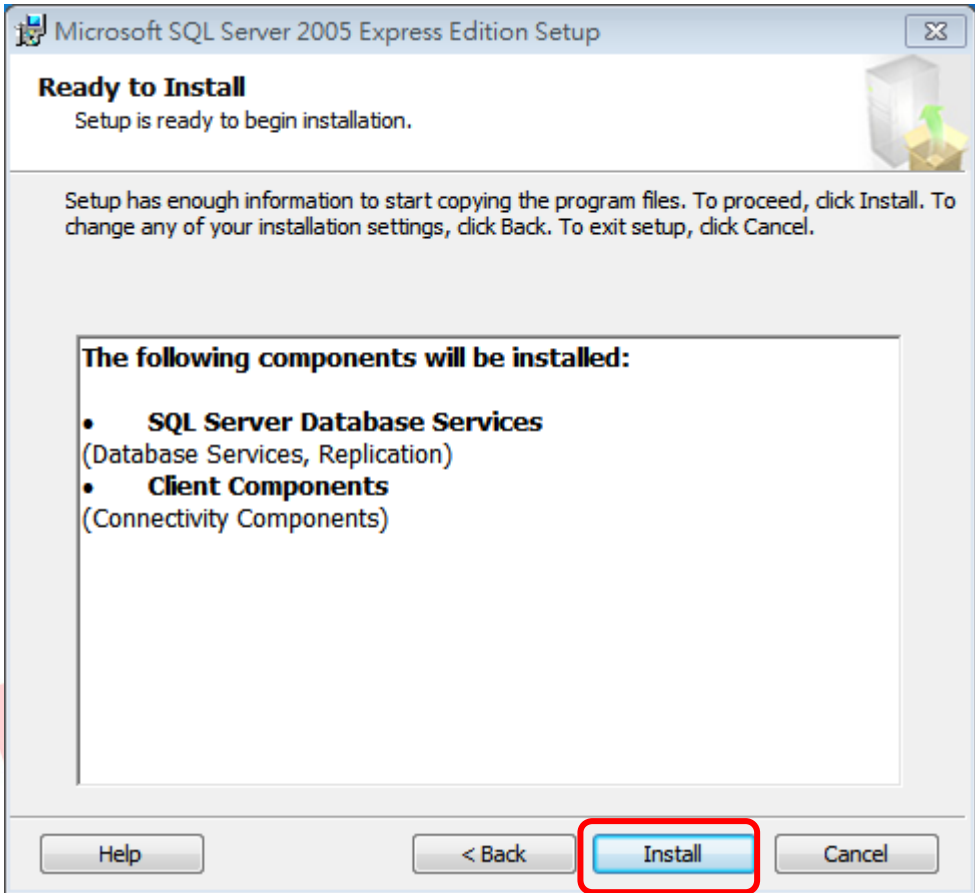 Microsoft SQL Server 2005 Express Edition Setup
Ready to Install
Setup is ready to begin installation.
Setup has enough information to start copying the program files. To proceed, click Install. To
change any of your installation settings, click Back. To exit setup, click Cancel.
The following components will be installed:
• SQL Server Database Services
(Database Services, Replication)
• Client Components
(Connectivity Components)
Help < Back Install Cancel